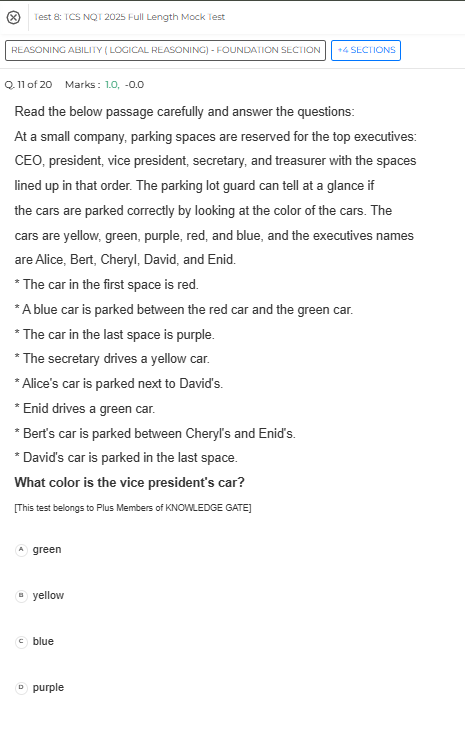 Test 8: TCS NQT 2025 Full Length Mock Test
REASONING ABILITY ( LOGICAL REASONING) - FOUNDATION SECTION
+4 SECTIONS
Q. 11 of 20 Marks : 1.0, -0.0
Read the below passage carefully and answer the questions:
At a small company, parking spaces are reserved for the top executives:
CEO, president, vice president, secretary, and treasurer with the spaces
lined up in that order. The parking lot guard can tell at a glance if
the cars are parked correctly by looking at the color of the cars. The
cars are yellow, green, purple, red, and blue, and the executives names
are Alice, Bert, Cheryl, David, and Enid.
* The car in the first space is red.
* A blue car is parked between the red car and the green car.
* The car in the last space is purple.
* The secretary drives a yellow car.
* Alice's car is parked next to David's.
* Enid drives a green car.
* Bert's car is parked between Cheryl's and Enid's.
* David's car is parked in the last space.
What color is the vice president's car?
[This test belongs to Plus Members of KNOWLEDGE GATE]
A green
B yellow
C blue
D purple